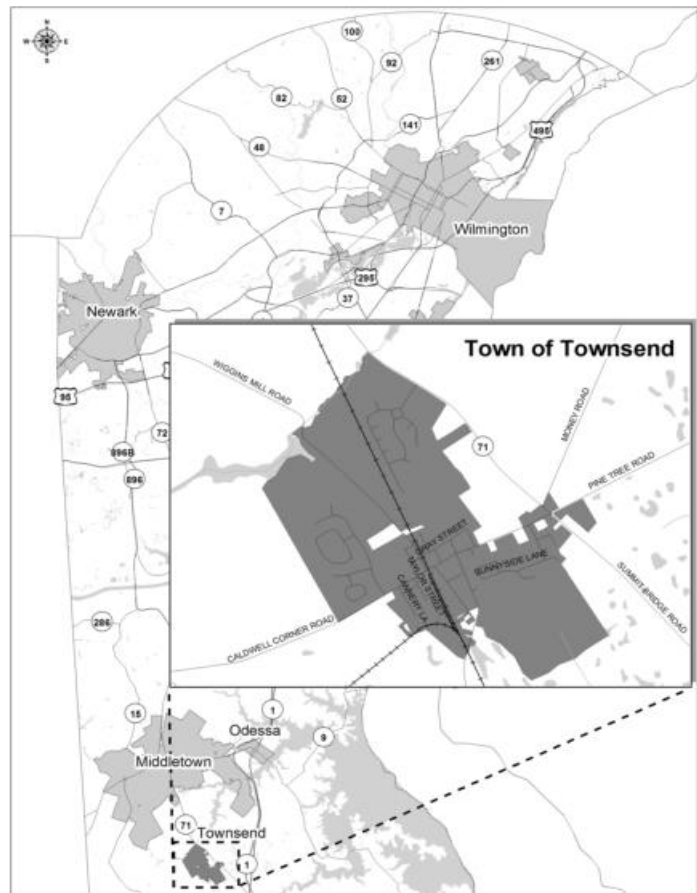 N
W E
S
100
92
261
82
52
141
495
48
7
Wilmington
295
37
Newark
95
72
896B
896
Town of Townsend
WIGGINS MILL ROAD
MONEY ROAD
71
PINE TREE ROAD
GRAY STREET
SUNNYSIDE LANE
TAYLOR STREET
CANNERY LA
SUMMIT BRIDGE ROAD
CALDWELL CORNER ROAD
286
15
1
Odessa
9
Middletown
71
Townsend
1